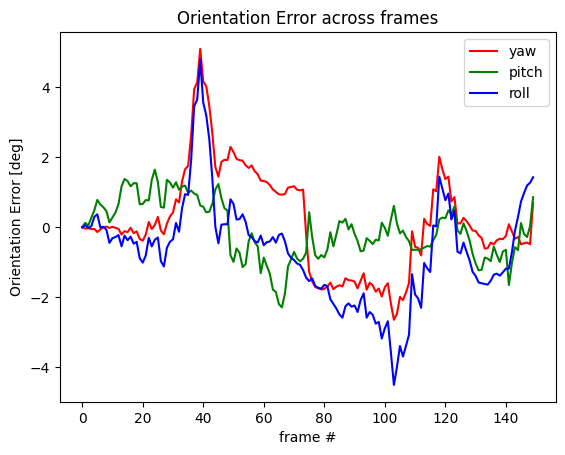 Orientation Error across frames
yaw
pitch
roll
Orientation Error [deg]
4
2
0
−2
−4
0 20 40 60 80 100 120 140
frame #